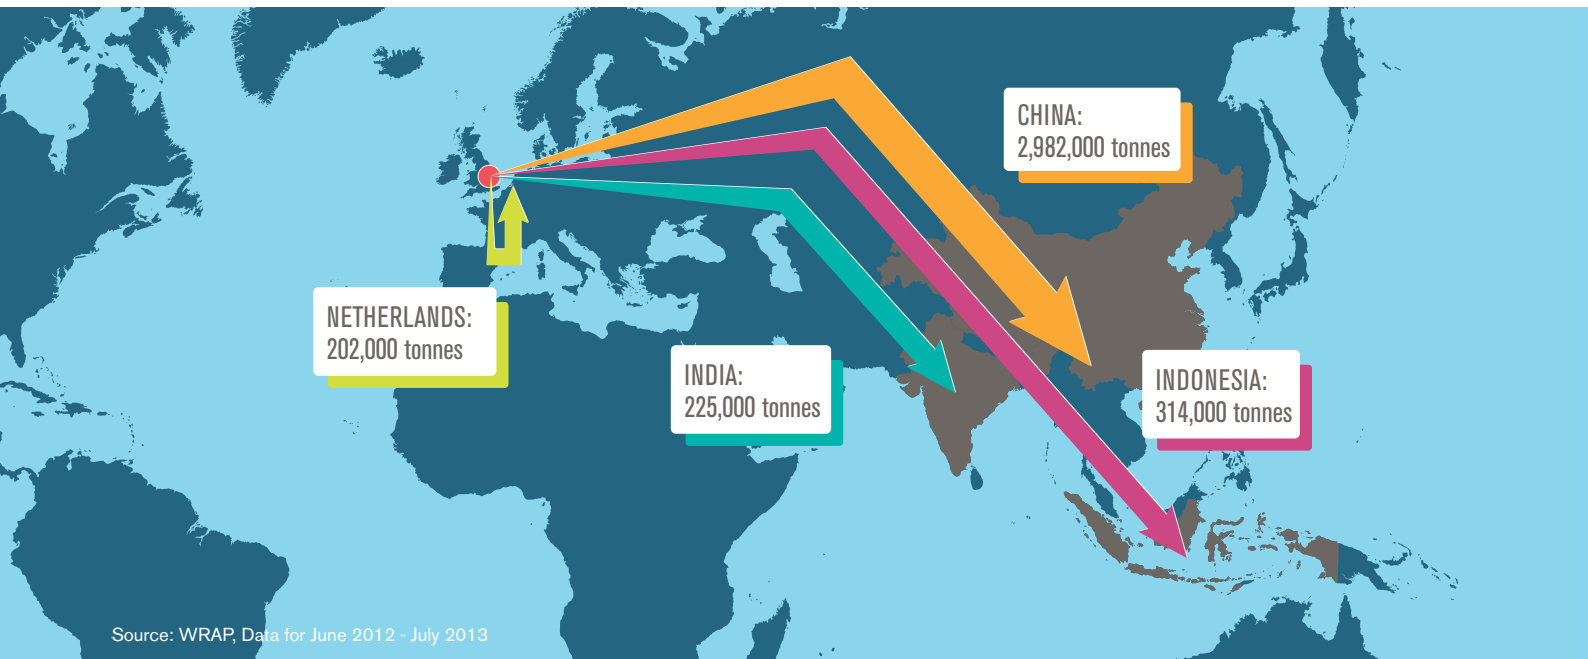 CHINA:
2,982,000 tonnes
NETHERLANDS:
202,000 tonnes
INDIA:
225,000 tonnes
INDONESIA:
314,000 tonnes
Source: WRAP, Data for June 2012 - July 2013